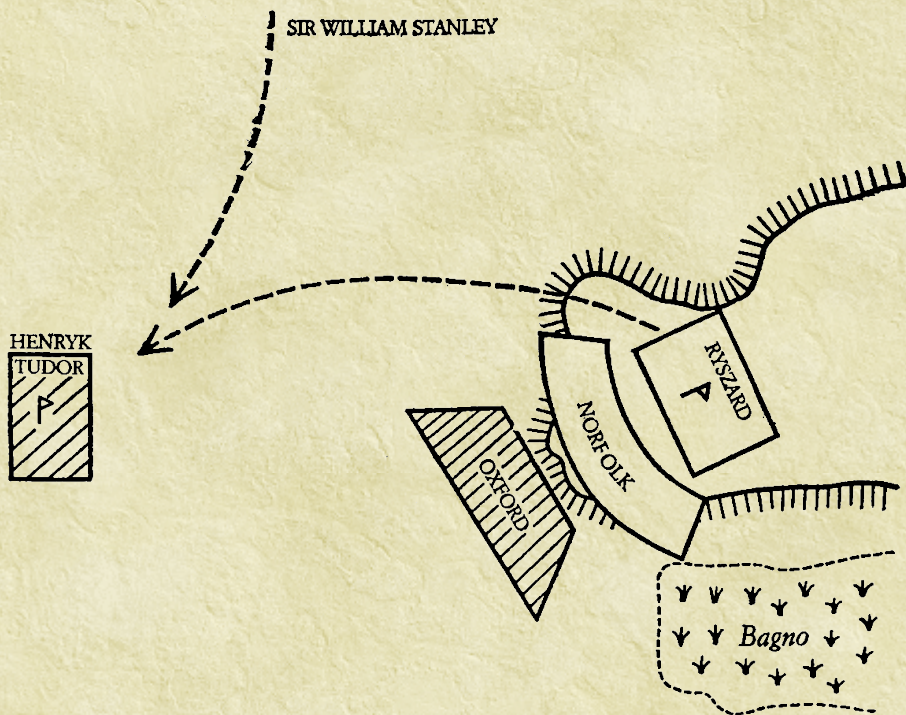 SIR WILLIAM STANLEY
HENRYK
TUDOR
RYSZARD
NORFOLK
OXFORD
Bagno